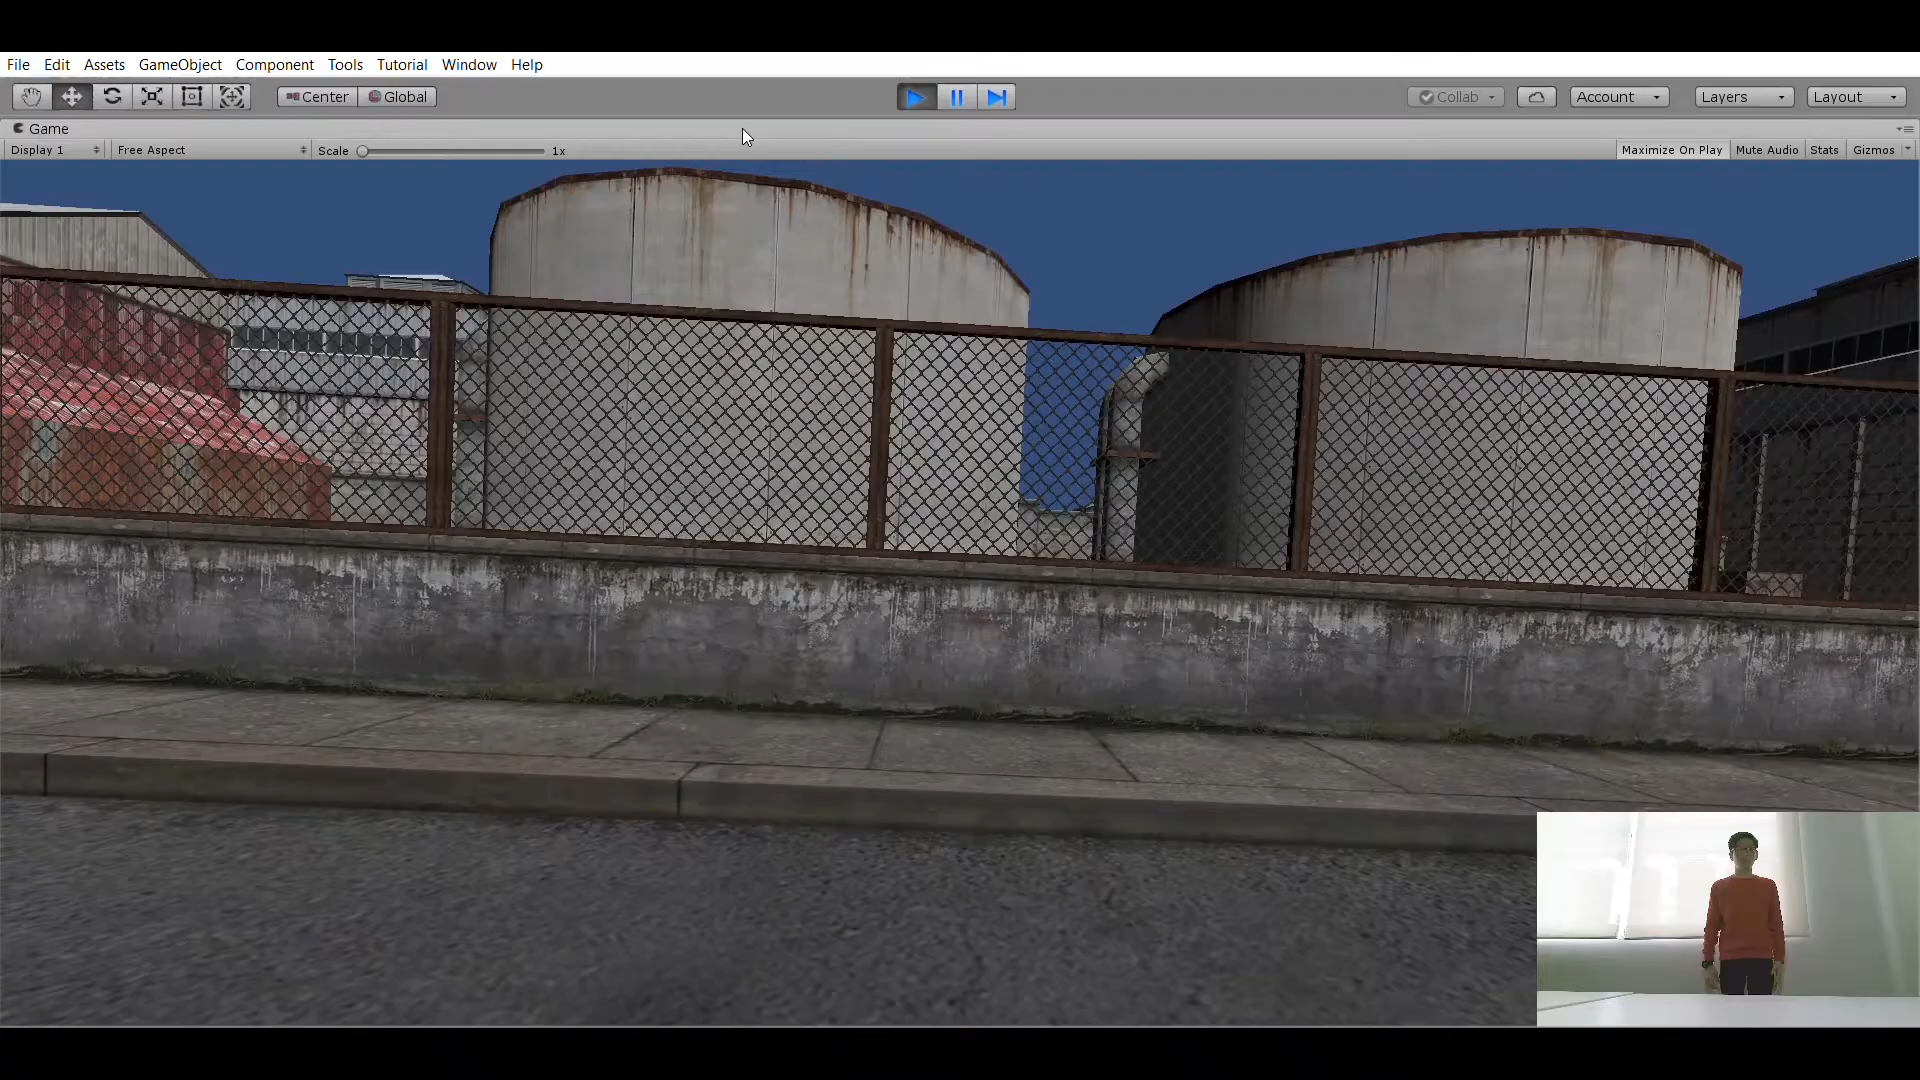 File Edit Assets GameObject Component Tools Tutorial Window Help
Center Global Collab Account Layers Layout
Game
Display 1 Free Aspect Scale 1x Maximize On Play Mute Audio Stats Gizmos